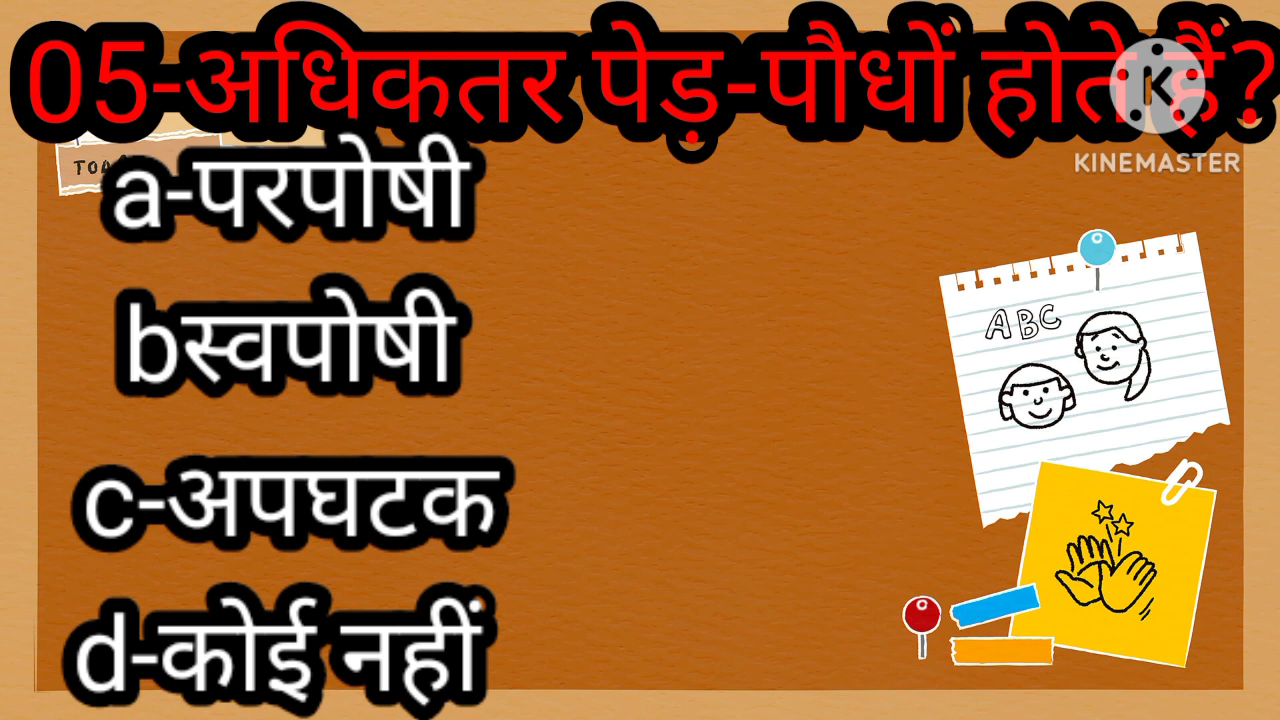 05-अधिकतर पेड़-पौधों होते हैं?
KINEMASTER
a-परपोषी
bस्वपोषी
ABC
c-अपघटक
d-कोई नहीं